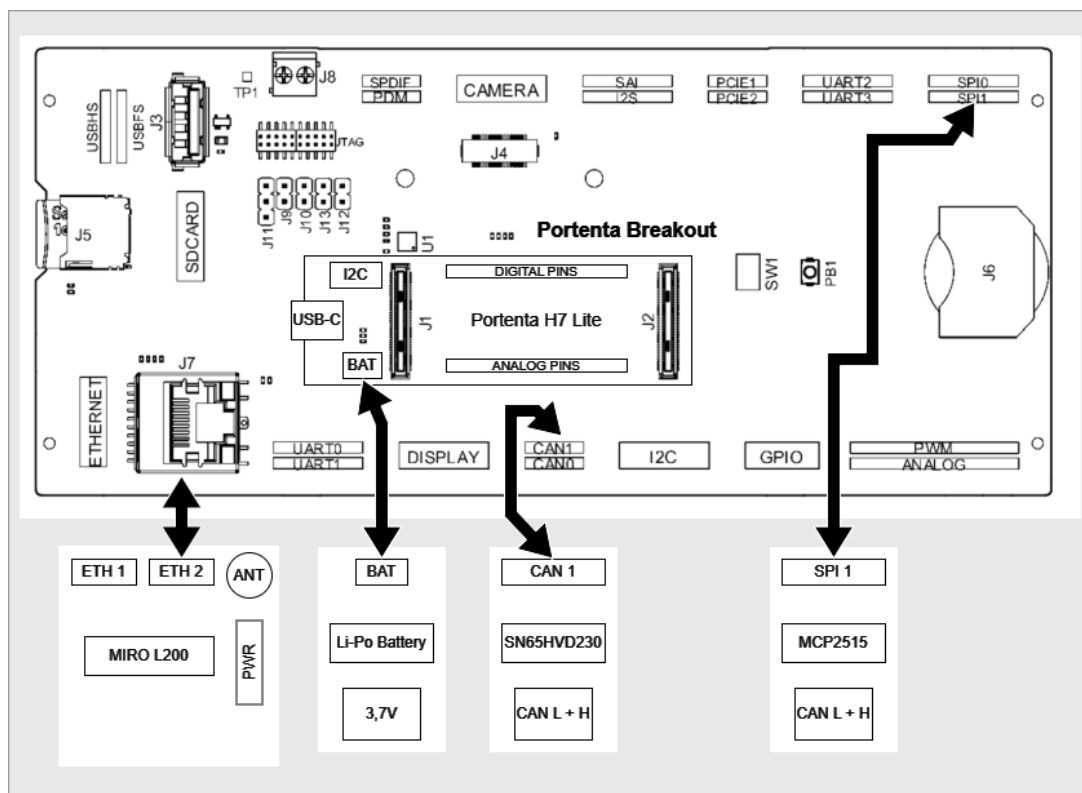 J8
TP1
SPDIF
PDM
CAMERA
SAI
I2S
PCIE1
PCIE2
UART2
UART3
SPI0
SPI1
USBHS
USBFS
J3
JTAG
J4
J5
SDCARD
J11
J9
J10
J13
J12
U1
Portenta Breakout
I2C
DIGITAL PINS
USB-C
J1
Portenta H7 Lite
J2
SW1
PB1
J6
BAT
ANALOG PINS
J7
ETHERNET
UART0
UART1
DISPLAY
CAN1
CAN0
I2C
GPIO
PWM
ANALOG
ETH 1
ETH 2
ANT
BAT
CAN 1
SPI 1
MIRO L200
PWR
Li-Po Battery
SN65HVD230
MCP2515
3,7V
CAN L + H
CAN L + H